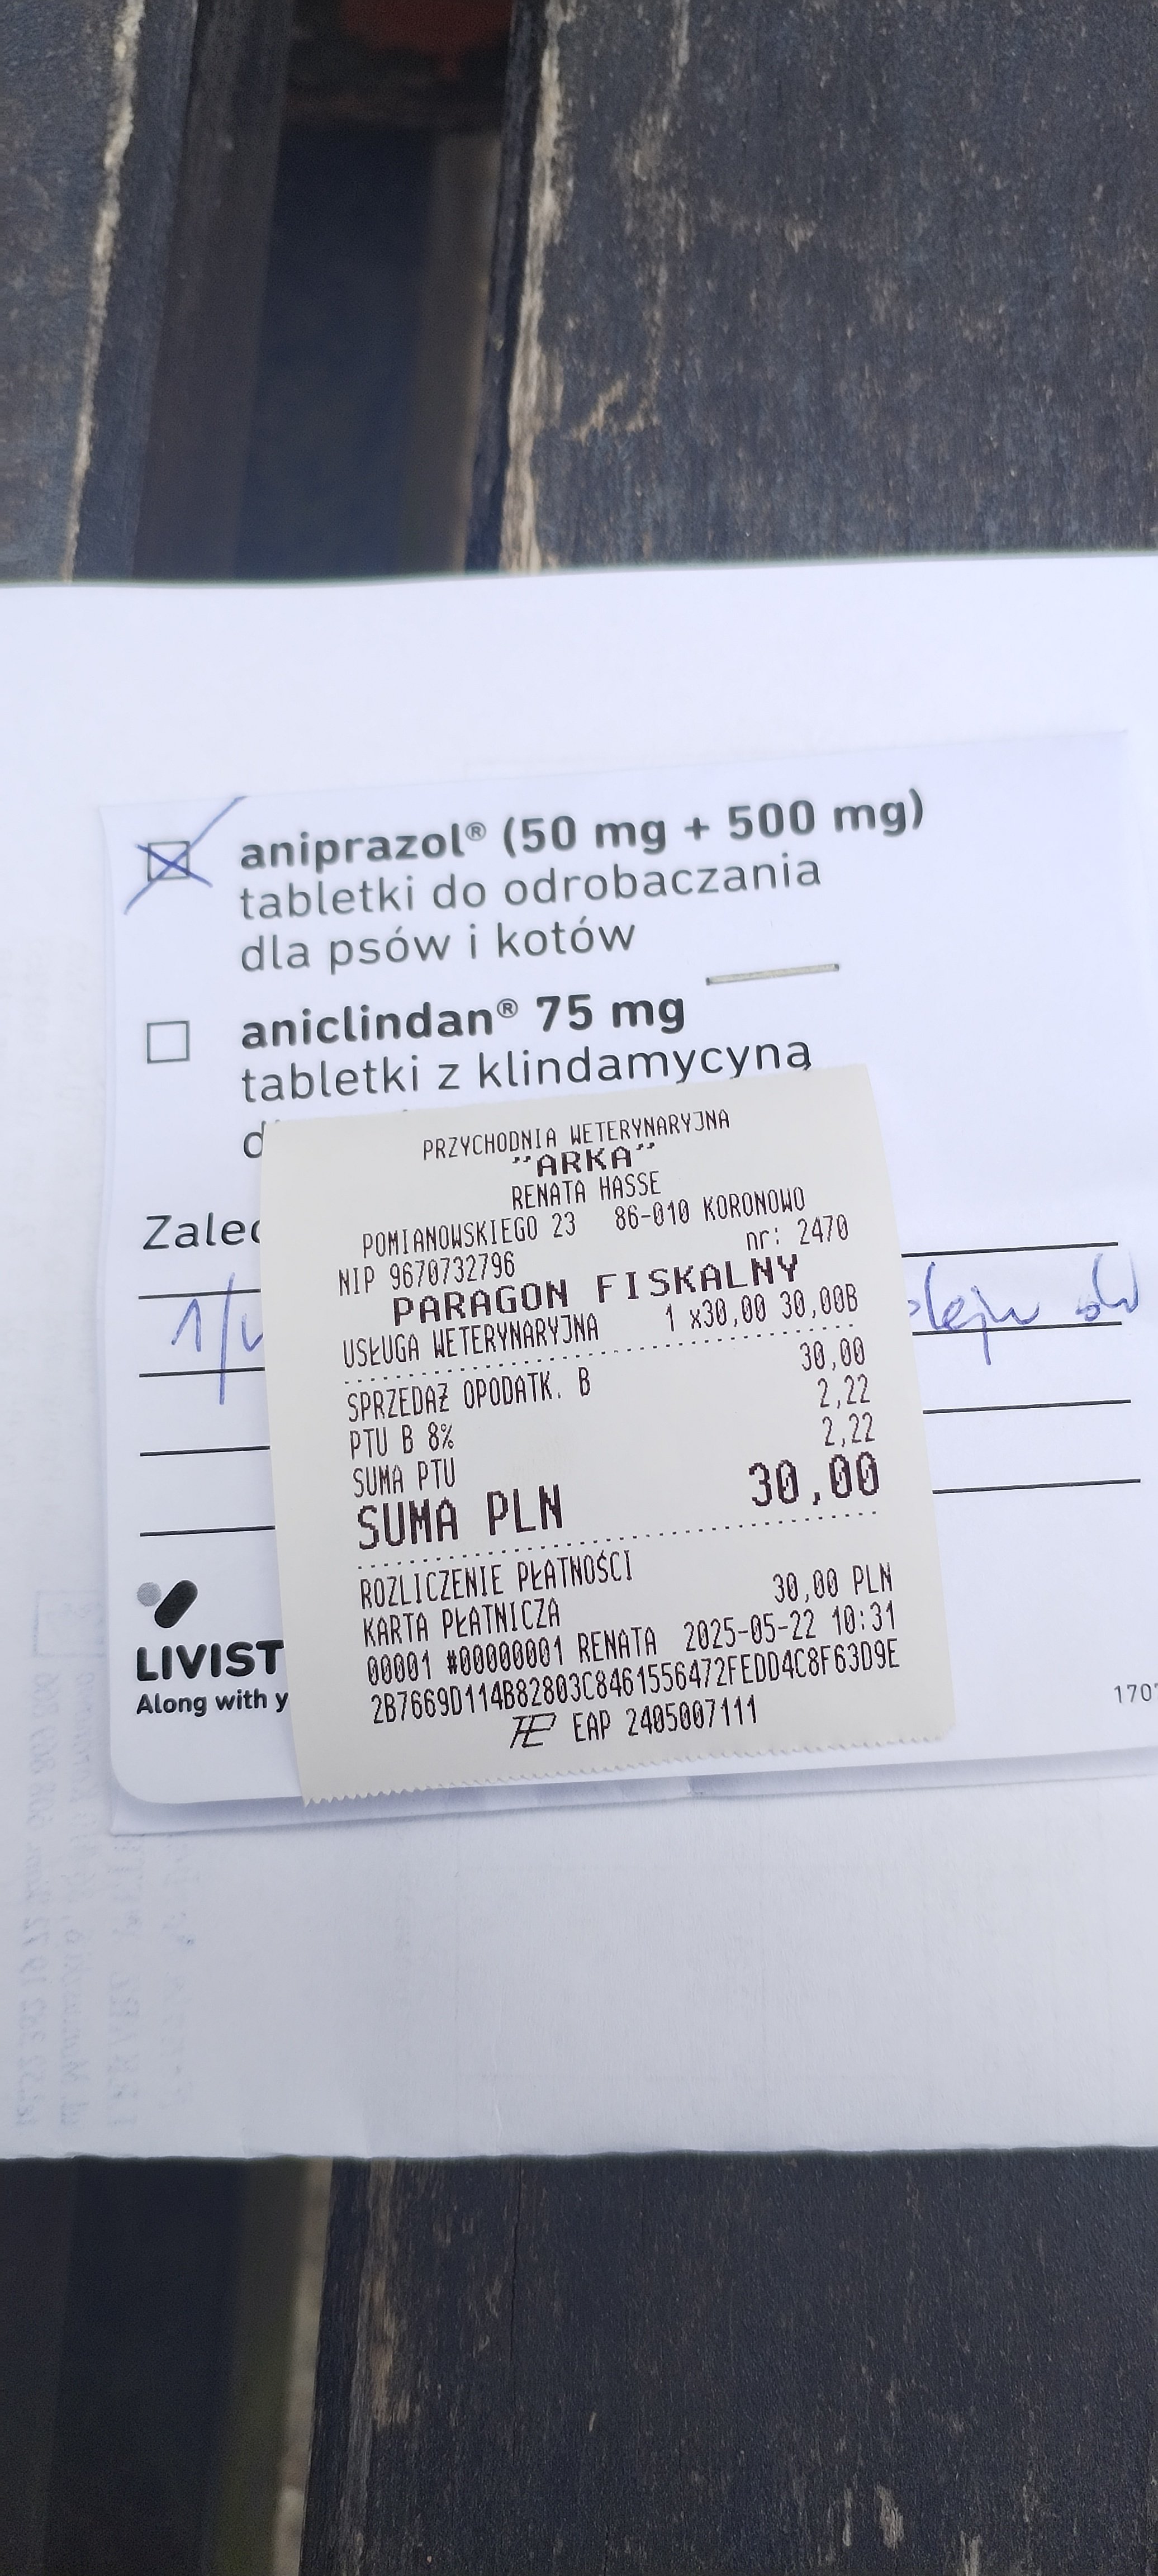 aniprazol® (50 mg + 500 mg)
tabletki do odrobaczania
dla psów i kotów
aniclindan® 75 mg
tabletki z klindamycyną
PRZYCHODNIA WETERYNARYJNA
"ARKA"
RENATA HASSE
POMIANOWSKIEGO 23 86-010 KORONOWO
NIP 9670732796 nr: 2470
PARAGON FISKALNY
USŁUGA WETERYNARYJNA 1 x30,00 30,00B
SPRZEDAŻ OPODATK. B 30,00
PTU B 8% 2,22
SUMA PTU 2,22
SUMA PLN 30,00
ROZLICZENIE PŁATNOŚCI
KARTA PŁATNICZA 30,00 PLN
00001 #00000001 RENATA 2025-05-22 10:31
2B7669D114B82803C8461556472FEDD4C8F63D9E
EAP 2405007111
Zalec
LIVIST
Along with y